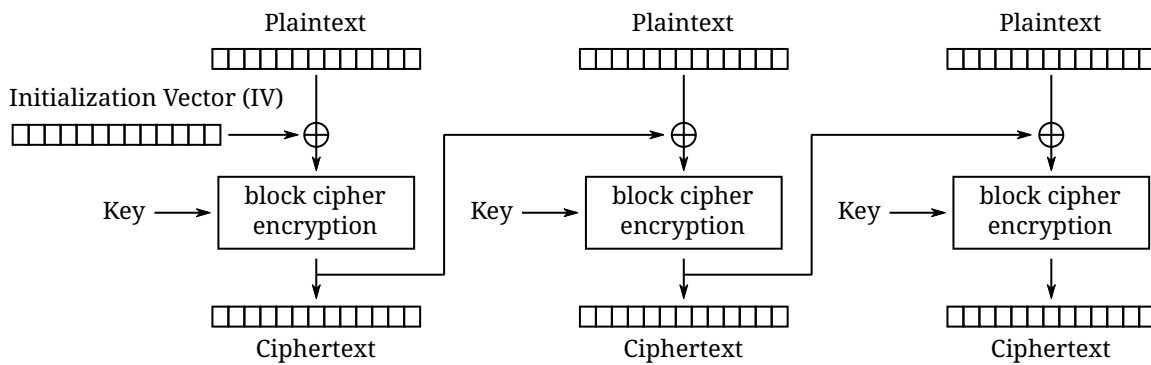 Plaintext
Plaintext
Plaintext
Initialization Vector (IV)
Key
block cipher
encryption
Key
block cipher
encryption
Key
block cipher
encryption
Ciphertext
Ciphertext
Ciphertext